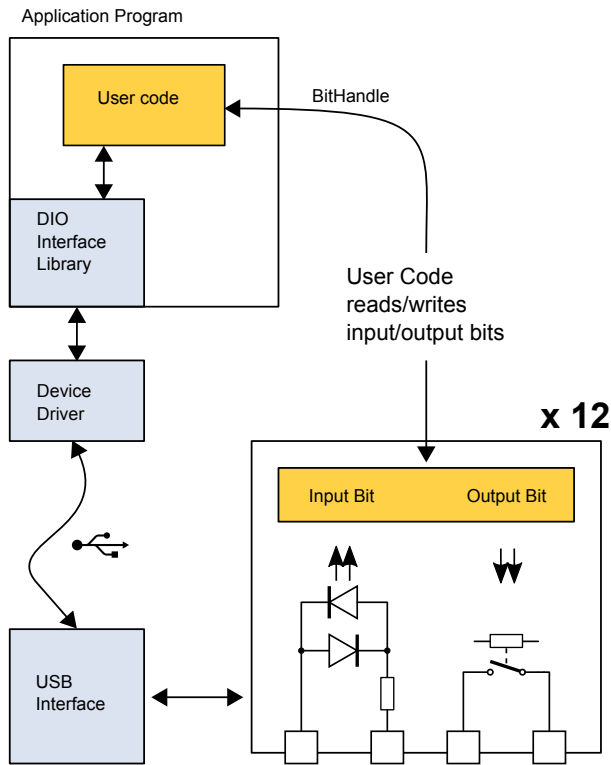 Application Program
User code
BitHandle
DIO
Interface
Library
User Code
reads/writes
input/output bits
Device
Driver
x 12
Input Bit
Output Bit
USB
Interface